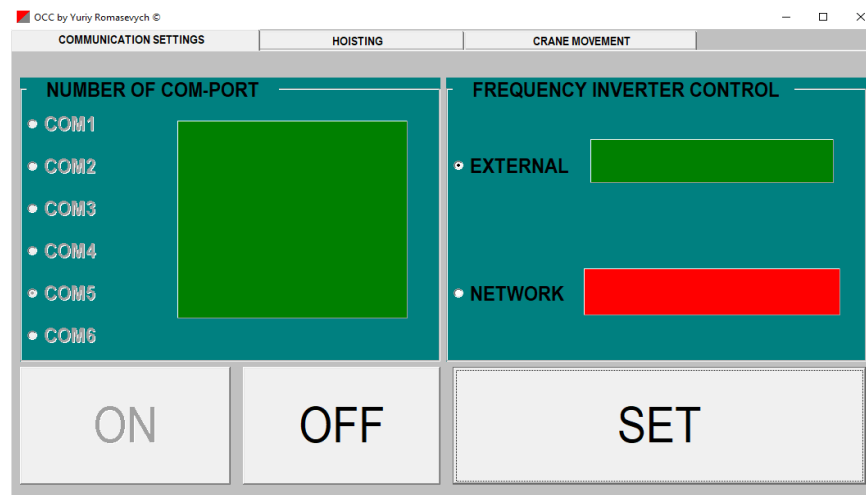 OCC by Yuriy Romasevych ©
COMMUNICATION SETTINGS
HOISTING
CRANE MOVEMENT
NUMBER OF COM-PORT
COM1
COM2
COM3
COM4
COM5
COM6
FREQUENCY INVERTER CONTROL
EXTERNAL
NETWORK
ON
OFF
SET